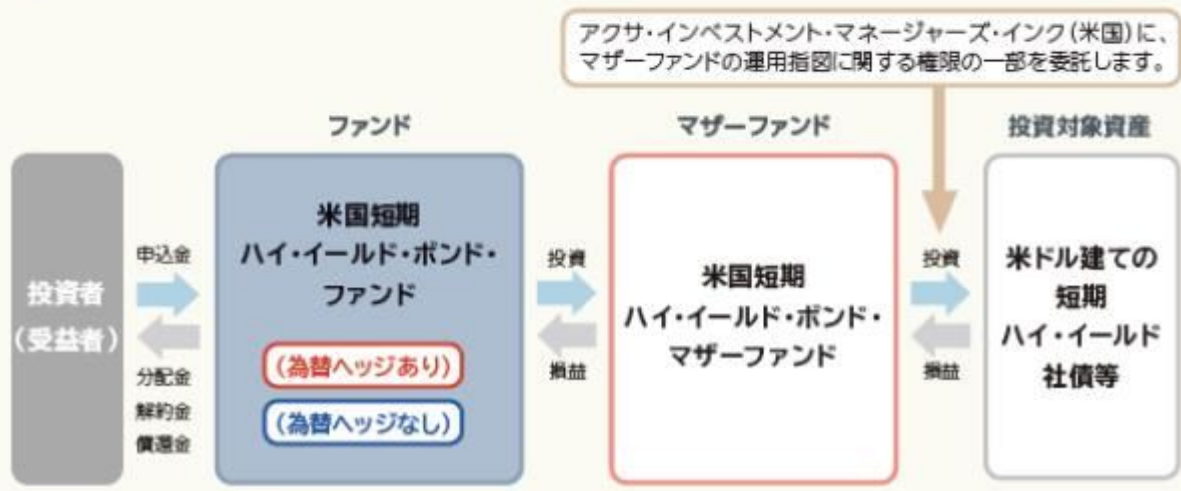 アクサ・インベストメント・マネージャーズ・インク(米国)に、
マザーファンドの運用指図に関する権限の一部を委託します。
ファンド
マザーファンド
投資対象資産
投資者
(受益者)
申込金
分配金
解約金
償還金
米国短期
ハイ・イールド・ボンド・
ファンド
(為替ヘッジあり)
(為替ヘッジなし)
投資
損益
米国短期
ハイ・イールド・ボンド・
マザーファンド
投資
損益
米ドル建ての
短期
ハイ・イールド
社債等